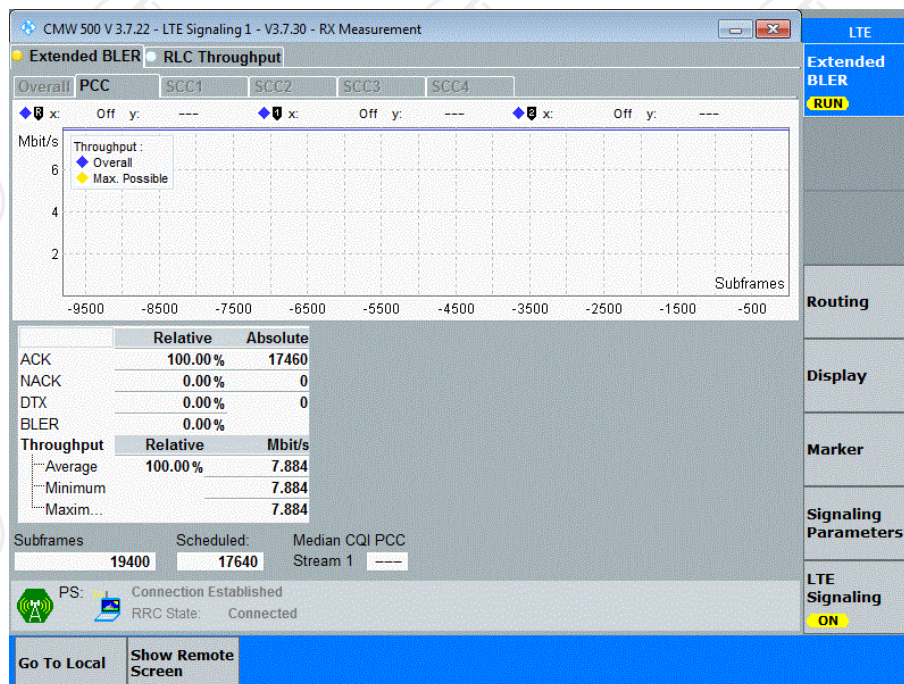 CMW 500 V 3.7.22 - LTE Signaling 1 - V3.7.30 - RX Measurement
LTE
Extended BLER RLC Throughput
Extended BLER
RUN
Overall PCC SCC1 SCC2 SCC3 SCC4
R x: Off y: --- 1 x: Off y: --- 2 x: Off y: ---
Mbit/s
Throughput :
Overall
Max. Possible
6
4
2
Subframes
-9500 -8500 -7500 -6500 -5500 -4500 -3500 -2500 -1500 -500
Relative Absolute
ACK 100.00 % 17460
NACK 0.00 % 0
DTX 0.00 % 0
BLER 0.00 %
Throughput Relative Mbit/s
Average 100.00 % 7.884
Minimum 7.884
Maxim... 7.884
Subframes Scheduled: Median CQI PCC
19400 17640 Stream 1 ---
PS: Connection Established
RRC State: Connected
Routing
Display
Marker
Signaling
Parameters
LTE
Signaling
ON
Go To Local
Show Remote
Screen